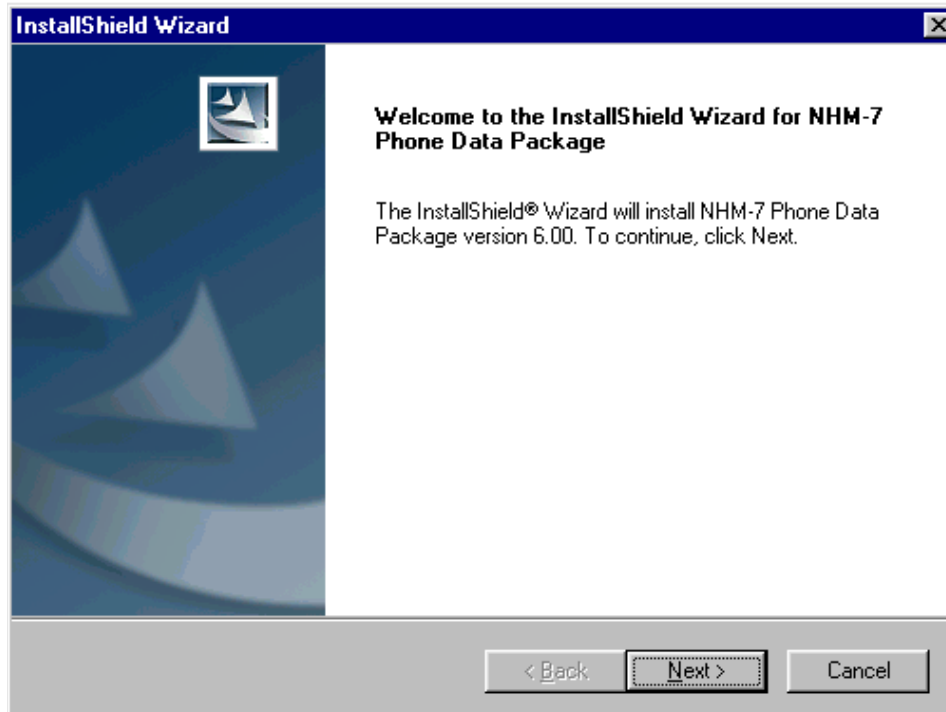 InstallShield Wizard
Welcome to the InstallShield Wizard for NHM-7
Phone Data Package
The InstallShield® Wizard will install NHM-7 Phone Data
Package version 6.00. To continue, click Next.
< Back
Next >
Cancel